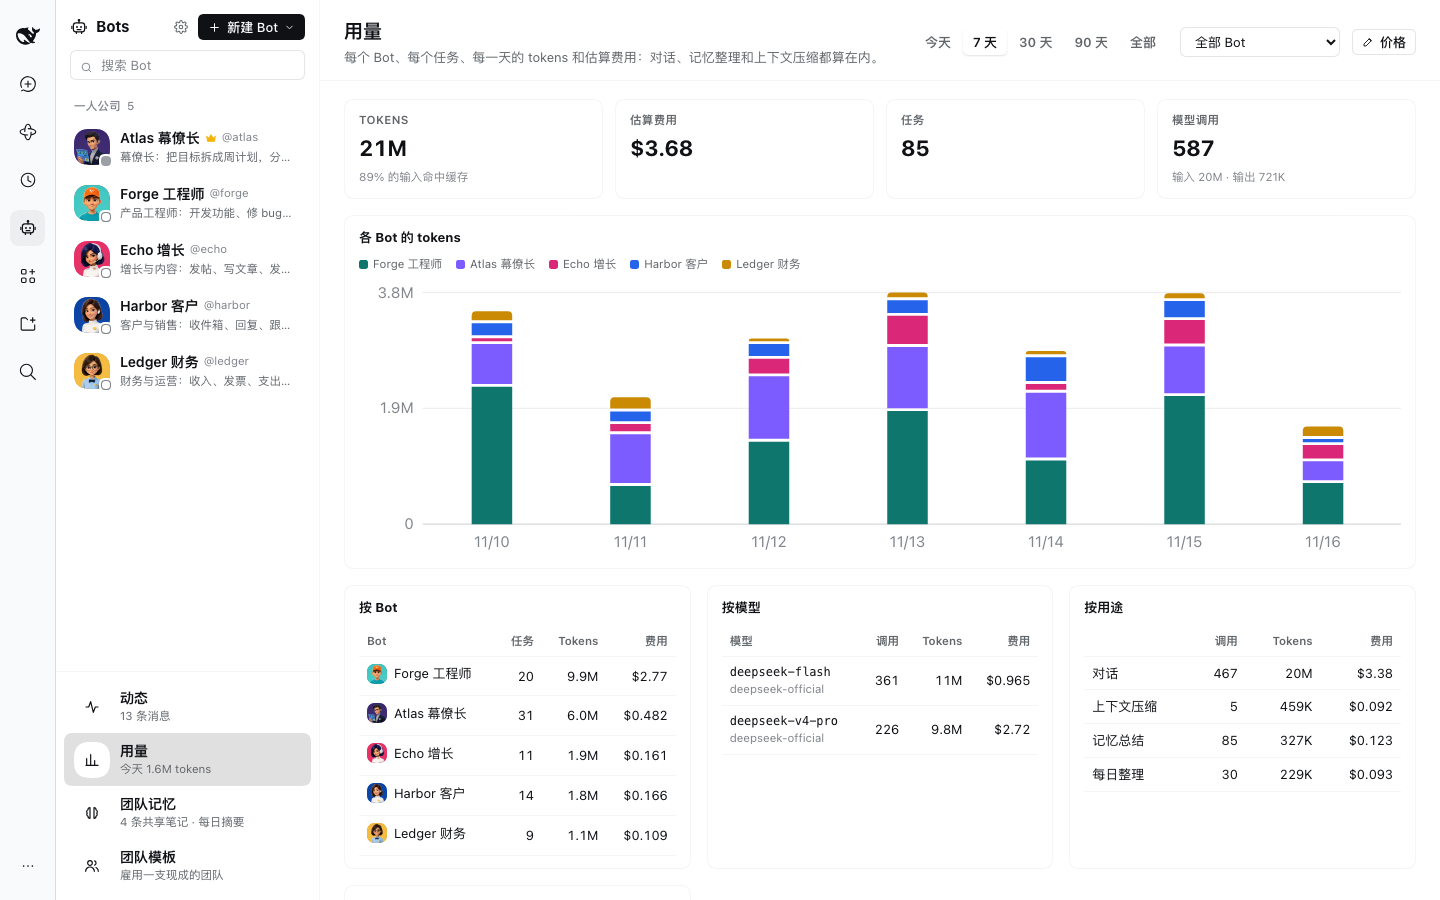 Bots
新建 Bot
搜索 Bot
一人公司 5
Atlas 幕僚长 @atlas
幕僚长：把目标拆成周计划，分...
Forge 工程师 @forge
产品工程师：开发功能、修 bug...
Echo 增长 @echo
增长与内容：发帖、写文章、发...
Harbor 客户 @harbor
客户与销售：收件箱、回复、跟...
Ledger 财务 @ledger
财务与运营：收入、发票、支出...
动态
13 条消息
用量
今天 1.6M tokens
团队记忆
4 条共享笔记 · 每日摘要
团队模板
雇用一支现成的团队
用量
每个 Bot、每个任务、每一天的 tokens 和估算费用：对话、记忆整理和上下文压缩都算在内。
今天 7 天 30 天 90 天 全部
全部 Bot
价格
TOKENS
21M
89% 的输入命中缓存
估算费用
$3.68
任务
85
模型调用
587
输入 20M · 输出 721K
各 Bot 的 tokens
Forge 工程师 Atlas 幕僚长 Echo 增长 Harbor 客户 Ledger 财务
3.8M
1.9M
0
11/10 11/11 11/12 11/13 11/14 11/15 11/16
按 Bot
Bot 任务 Tokens 费用
Forge 工程师 20 9.9M $2.77
Atlas 幕僚长 31 6.0M $0.482
Echo 增长 11 1.9M $0.161
Harbor 客户 14 1.8M $0.166
Ledger 财务 9 1.1M $0.109
按模型
模型 调用 Tokens 费用
deepseek-flash 361 11M $0.965
deepseek-official
deepseek-v4-pro 226 9.8M $2.72
deepseek-official
按用途
调用 Tokens 费用
对话 467 20M $3.38
上下文压缩 5 459K $0.092
记忆总结 85 327K $0.123
每日整理 30 229K $0.093